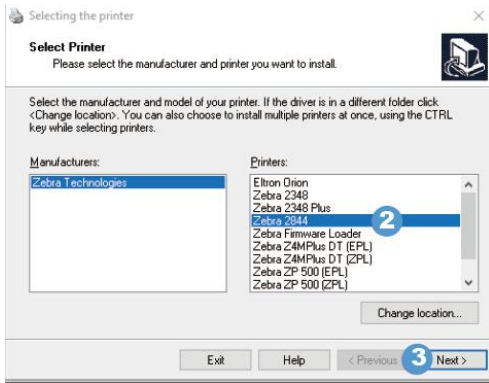 Selecting the printer
Select Printer
Please select the manufacturer and printer you want to install.
Select the manufacturer and model of your printer. If the driver is in a different folder click
<Change location>. You can also choose to install multiple printers at once, using the CTRL
key while selecting printers.
Manufacturers:
Zebra Technologies
Printers:
Eltron Orion
Zebra 2348
Zebra 2348 Plus
Zebra 2844
2
Zebra Firmware Loader
Zebra Z4MPlus DT (EPL)
Zebra Z4MPlus DT (ZPL)
Zebra ZP 500 (EPL)
Zebra ZP 500 (ZPL)
Change location...
Exit
Help
< Previous
3
Next >